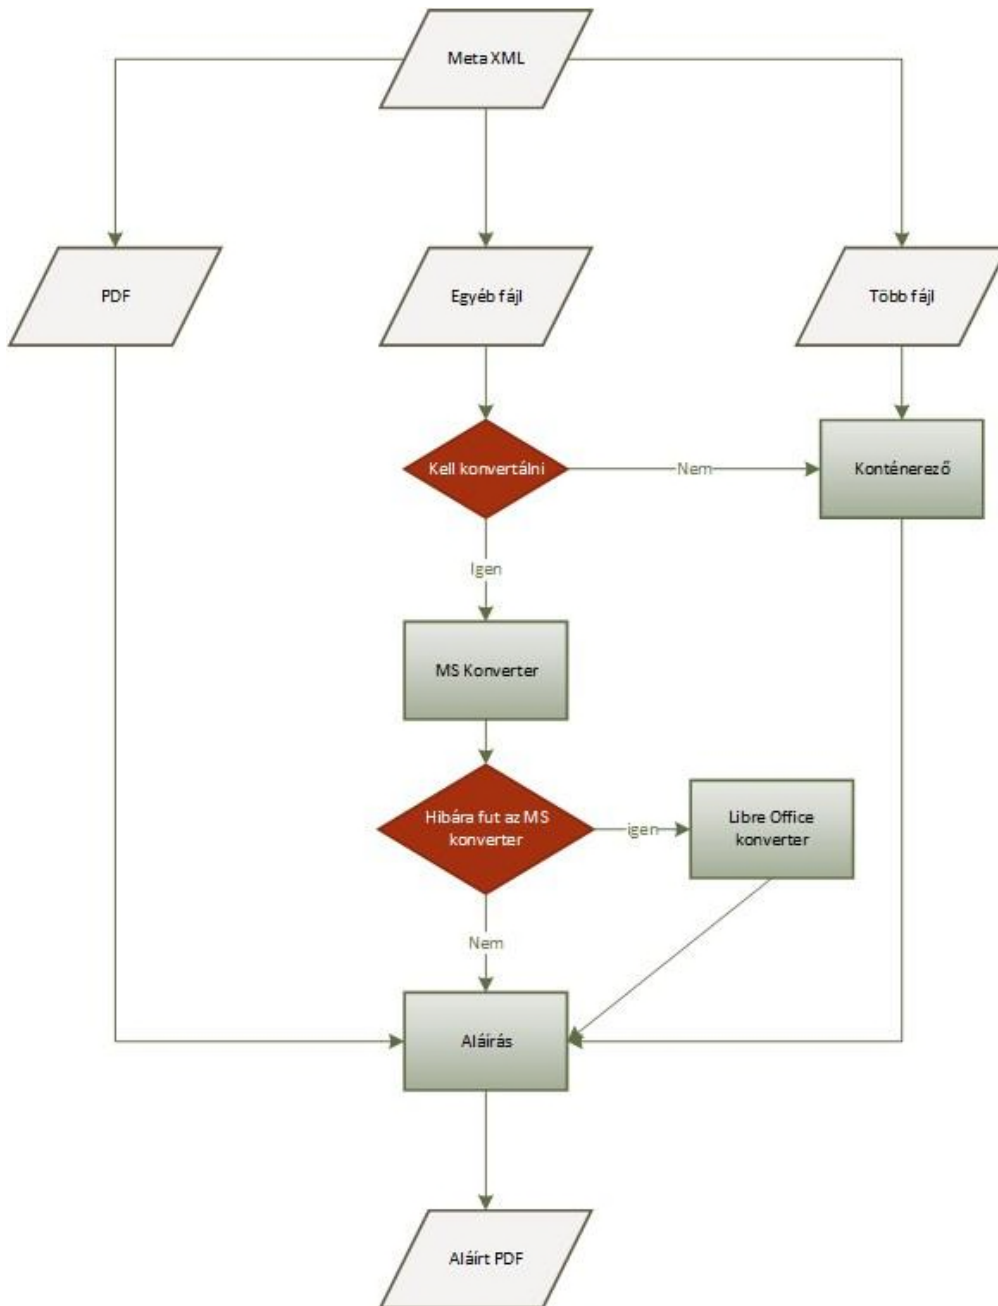 Meta XML
PDF
Egyéb fájl
Több fájl
Kell konvertálni
Nem
Konténerező
Igen
MS Konverter
Hibára fut az MS
konverter
igen
Libre Office
konverter
Nem
Aláírás
Aláírt PDF